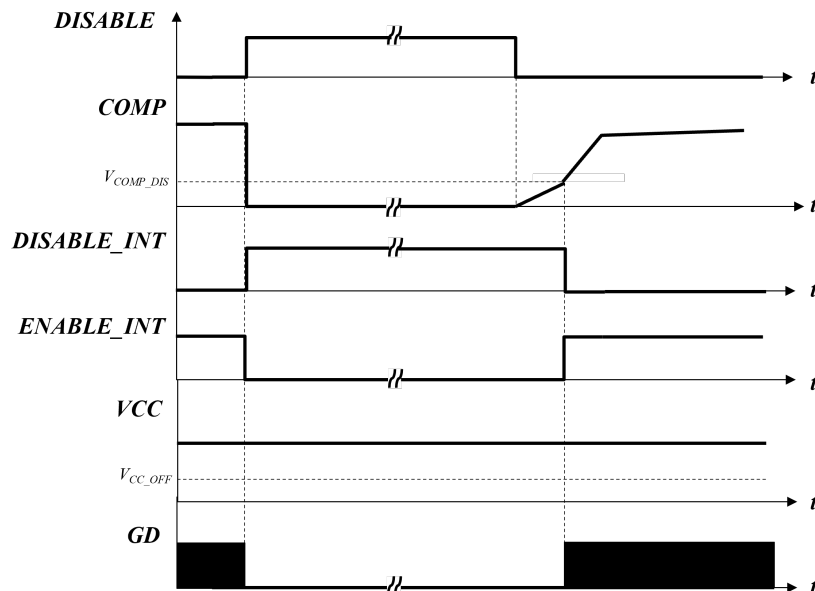 DISABLE
t
COMP
V_COMP_DIS
t
DISABLE_INT
t
ENABLE_INT
t
VCC
V_CC_OFF
t
GD
t